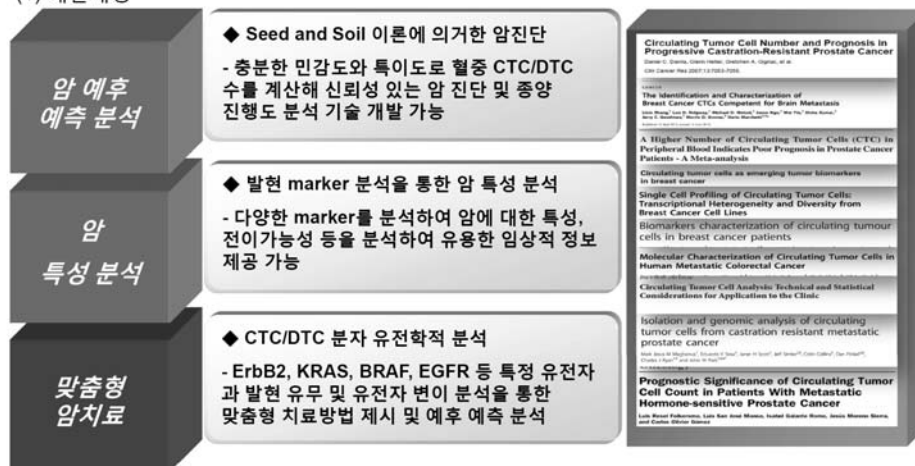 암 예후
예측 분석
◆ Seed and Soil 이론에 의거한 암진단
- 충분한 민감도와 특이도로 혈중 CTC/DTC
수를 계산해 신뢰성 있는 암 진단 및 종양
진행도 분석 기술 개발 가능
암
특성 분석
◆ 발현 marker 분석을 통한 암 특성 분석
- 다양한 marker를 분석하여 암에 대한 특성,
전이가능성 등을 분석하여 유용한 임상적 정보
제공 가능
맞춤형
암치료
◆ CTC/DTC 분자 유전학적 분석
- ErbB2, KRAS, BRAF, EGFR 등 특정 유전자
과 발현 유무 및 유전자 변이 분석을 통한
맞춤형 치료방법 제시 및 예후 예측 분석
Circulating Tumor Cell Number and Prognosis in
Progressive Castration-Resistant Prostate Cancer
The Identification and Characterization of
Breast Cancer CTCs Competent for Brain Metastasis
A Higher Number of Circulating Tumor Cells (CTC) in
Peripheral Blood Indicates Poor Prognosis in Prostate Cancer
Patients - A Meta-analysis
Circulating tumor cells as emerging tumor biomarkers
in breast cancer
Single Cell Profiling of Circulating Tumor Cells:
Transcriptional Heterogeneity and Diversity from
Breast Cancer Cell Lines
Biomarkers characterization of circulating tumour
cells in breast cancer patients
Molecular Characterization of Circulating Tumor Cells in
Human Metastatic Colorectal Cancer
Circulating Tumor Cell Analysis: Technical and Statistical
Considerations for Application to the Clinic
Isolation and genomic analysis of circulating
tumor cells from castration resistant metastatic
prostate cancer
Prognostic Significance of Circulating Tumor
Cell Count in Patients With Metastatic
Hormone-sensitive Prostate Cancer